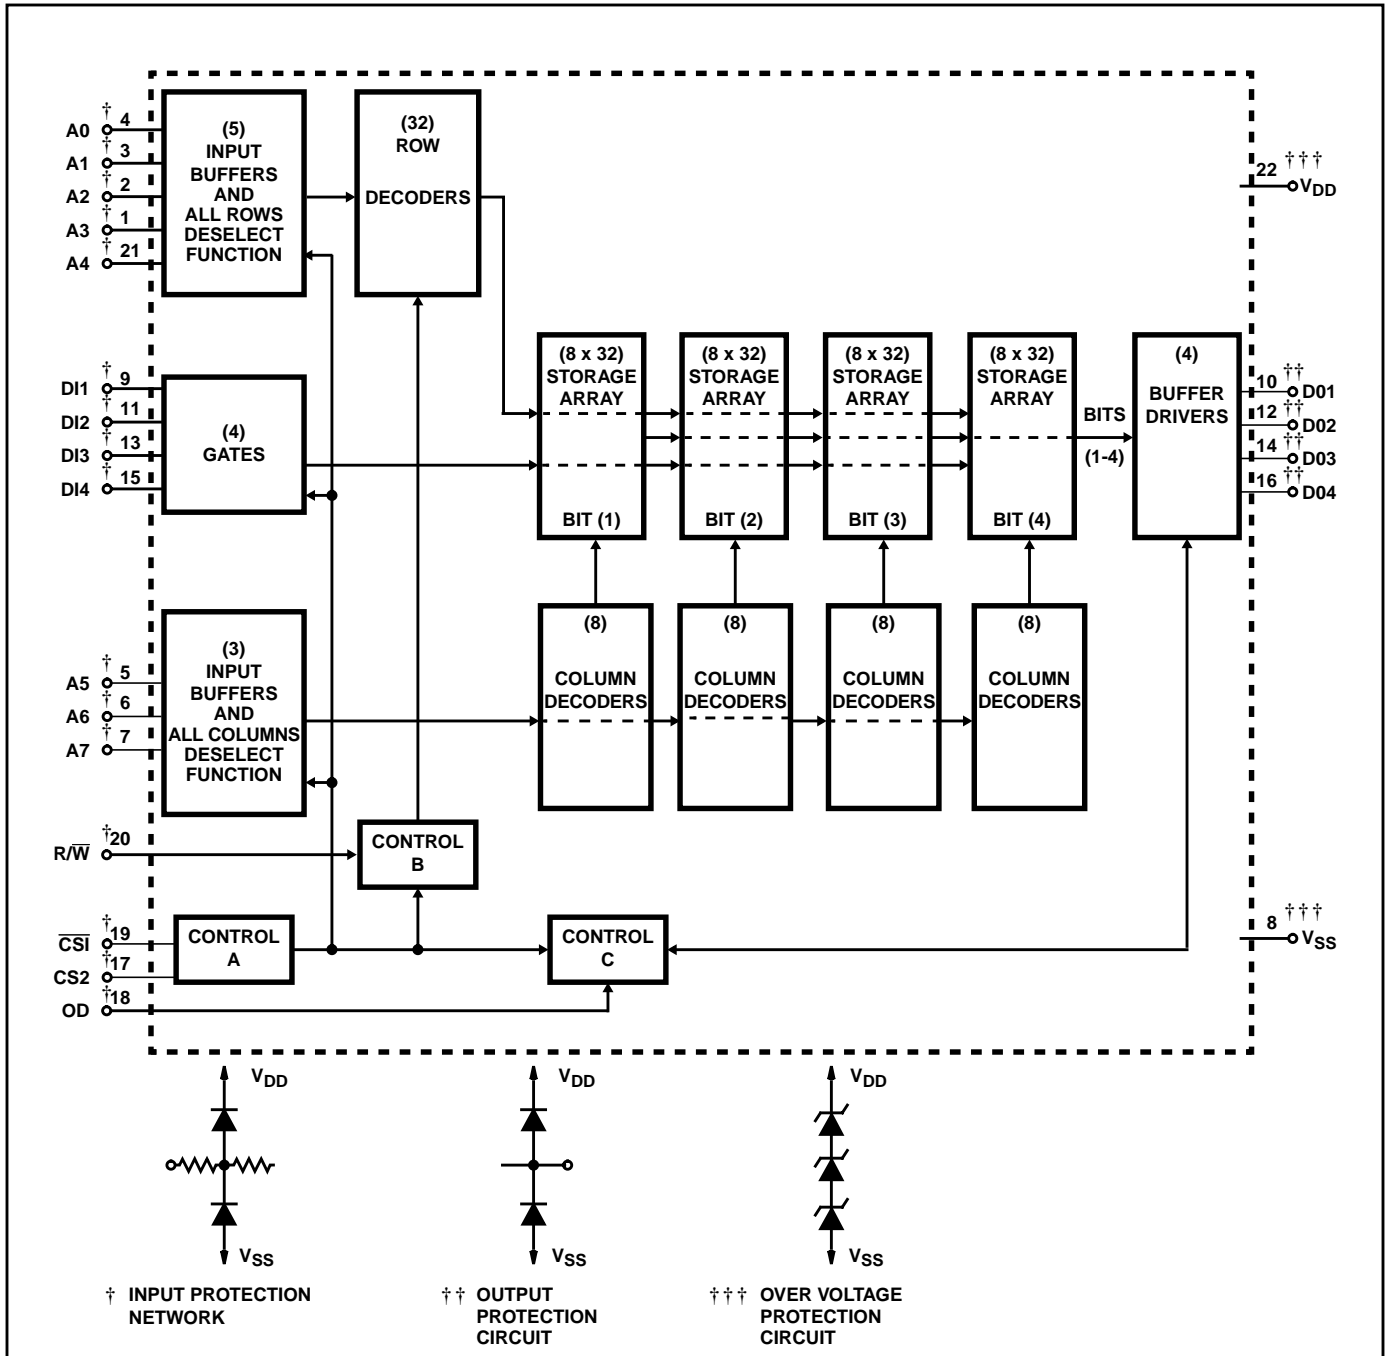 A0 † 4
A1 † 3
A2 † 2
A3 † 1
A4 † 21
(5)
INPUT
BUFFERS
AND
ALL ROWS
DESELECT
FUNCTION
(32)
ROW
DECODERS
22 †††
VDD
DI1 † 9
DI2 † 11
DI3 † 13
DI4 † 15
(4)
GATES
(8 x 32)
STORAGE
ARRAY
BIT (1)
(8 x 32)
STORAGE
ARRAY
BIT (2)
(8 x 32)
STORAGE
ARRAY
BIT (3)
(8 x 32)
STORAGE
ARRAY
BIT (4)
BITS
(1-4)
(4)
BUFFER
DRIVERS
10 †† D01
12 †† D02
14 †† D03
16 †† D04
A5 † 5
A6 † 6
A7 † 7
(3)
INPUT
BUFFERS
AND
ALL COLUMNS
DESELECT
FUNCTION
(8)
COLUMN
DECODERS
(8)
COLUMN
DECODERS
(8)
COLUMN
DECODERS
(8)
COLUMN
DECODERS
R/W̅ †20
CONTROL
B
C̅S̅I̅ † 19
CS2 †17
OD †18
CONTROL
A
CONTROL
C
8 †††
VSS
VDD
VSS
† INPUT PROTECTION
NETWORK
VDD
VSS
†† OUTPUT
PROTECTION
CIRCUIT
VDD
VSS
††† OVER VOLTAGE
PROTECTION
CIRCUIT